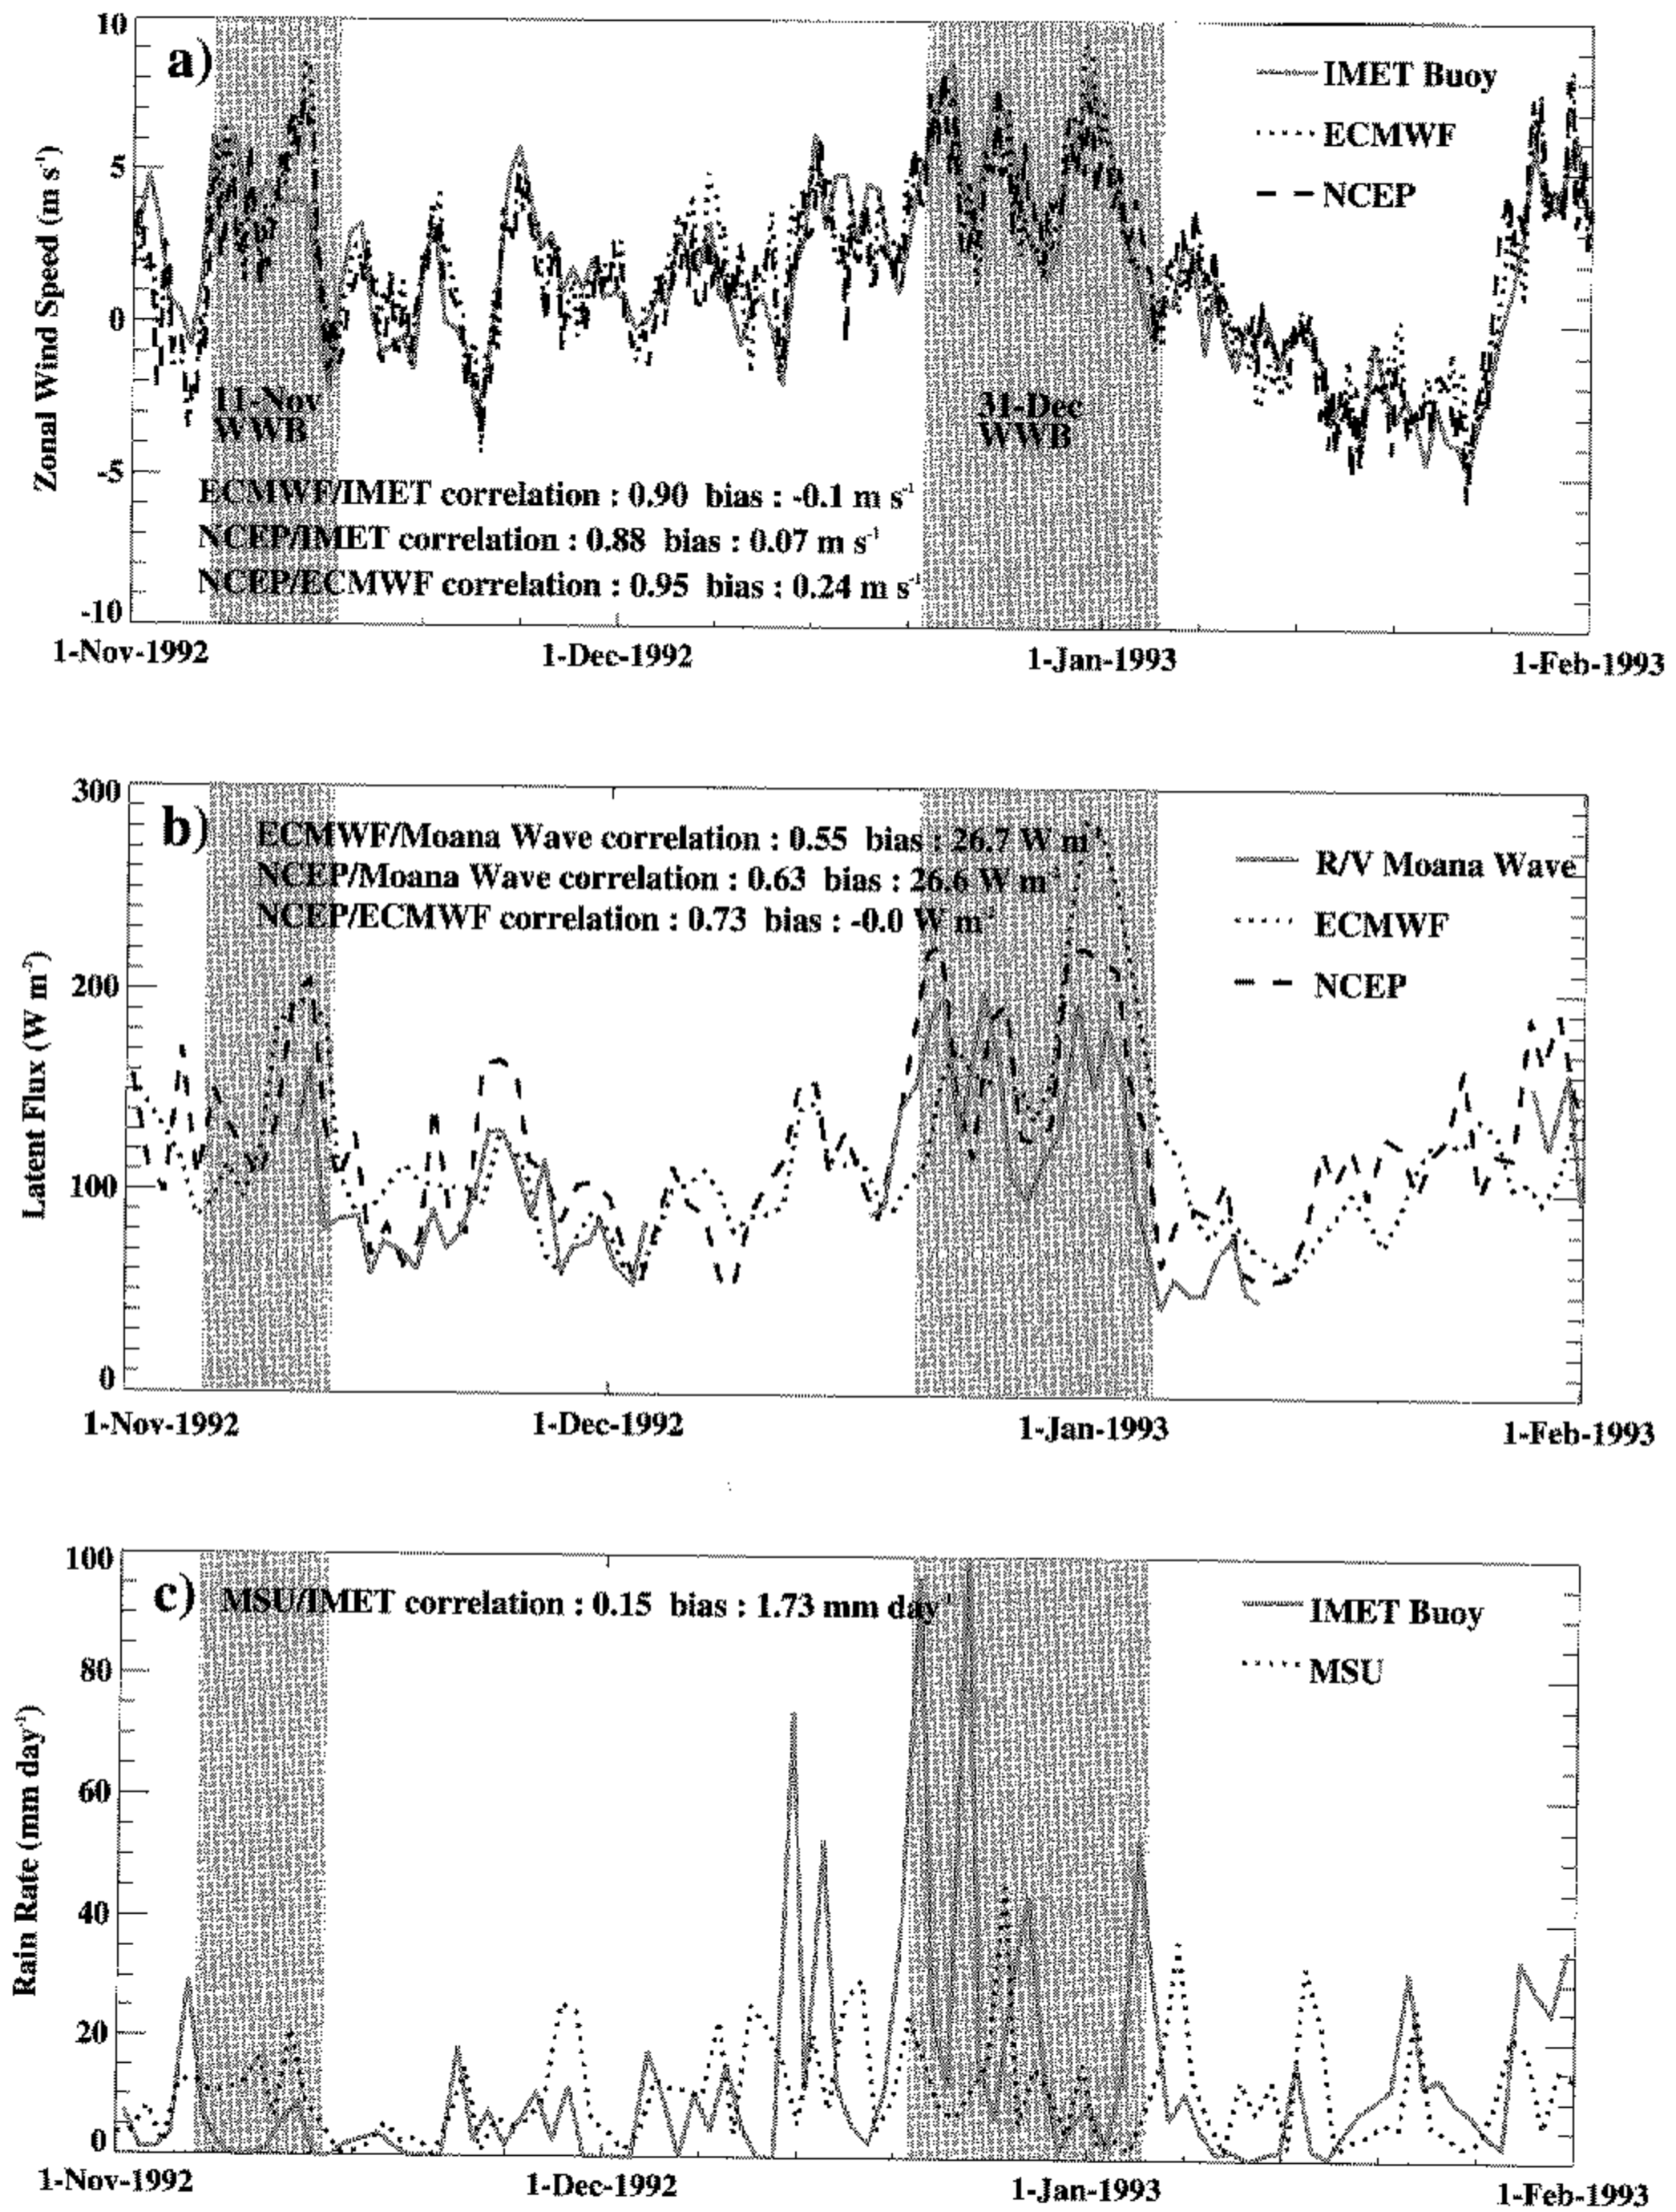 10
a)
IMET Buoy
ECMWF
NCEP
5
0
-5
-10
Zonal Wind Speed (m s⁻¹)
11-Nov
WWB
31-Dec
WWB
ECMWF/IMET correlation : 0.90 bias : -0.1 m s⁻¹
NCEP/IMET correlation : 0.88 bias : 0.07 m s⁻¹
NCEP/ECMWF correlation : 0.95 bias : 0.24 m s⁻¹
1-Nov-1992 1-Dec-1992 1-Jan-1993 1-Feb-1993
300
b)
ECMWF/Moana Wave correlation : 0.55 bias : 26.7 W m⁻²
NCEP/Moana Wave correlation : 0.63 bias : 26.6 W m⁻²
NCEP/ECMWF correlation : 0.73 bias : -0.0 W m⁻²
R/V Moana Wave
ECMWF
NCEP
200
100
0
Latent Flux (W m⁻²)
1-Nov-1992 1-Dec-1992 1-Jan-1993 1-Feb-1993
100
c)
MSU/IMET correlation : 0.15 bias : 1.73 mm day⁻¹
IMET Buoy
MSU
80
60
40
20
0
Rain Rate (mm day⁻¹)
1-Nov-1992 1-Dec-1992 1-Jan-1993 1-Feb-1993